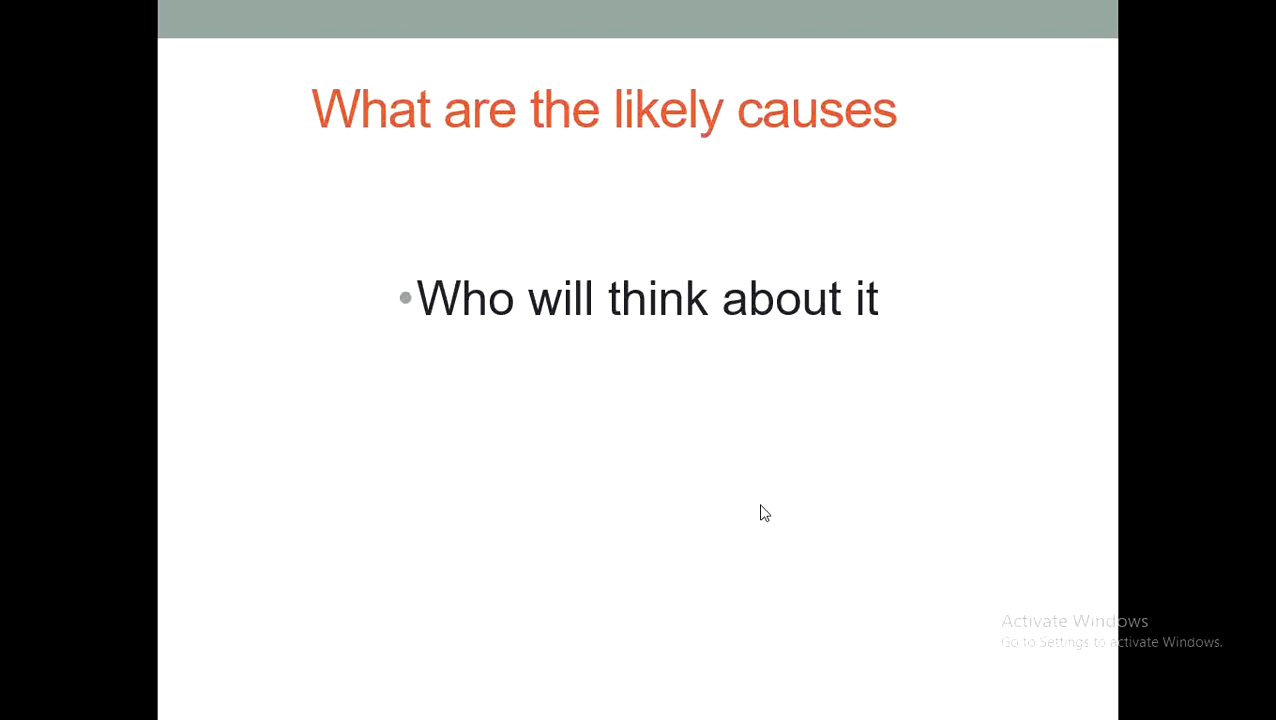 What are the likely causes
•Who will think about it
Activate Windows
Go to Settings to activate Windows.